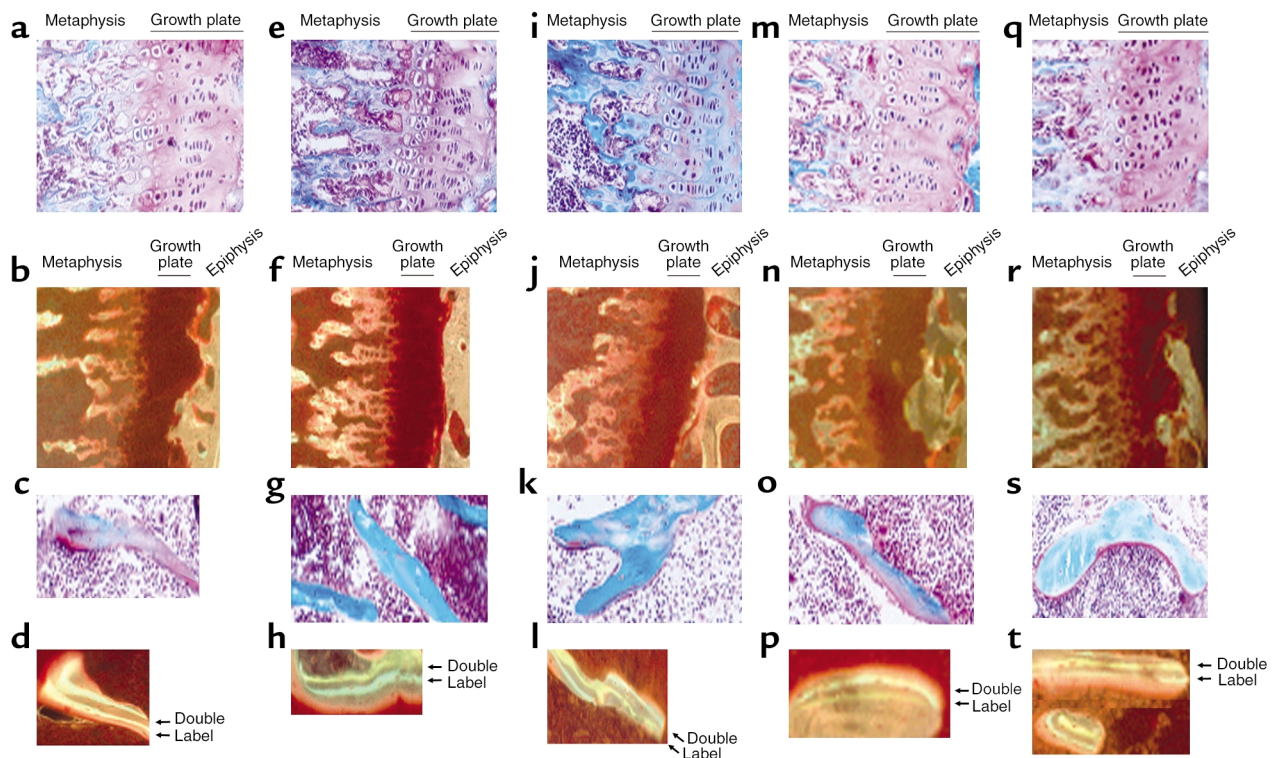 a Metaphysis Growth plate
e Metaphysis Growth plate
i Metaphysis Growth plate
m Metaphysis Growth plate
q Metaphysis Growth plate
b Metaphysis Growth plate Epiphysis
f Metaphysis Growth plate Epiphysis
j Metaphysis Growth plate Epiphysis
n Metaphysis Growth plate Epiphysis
r Metaphysis Growth plate Epiphysis
c
g
k
o
s
d
Double
Label
h
Double
Label
l
Double
Label
p
Double
Label
t
Double
Label